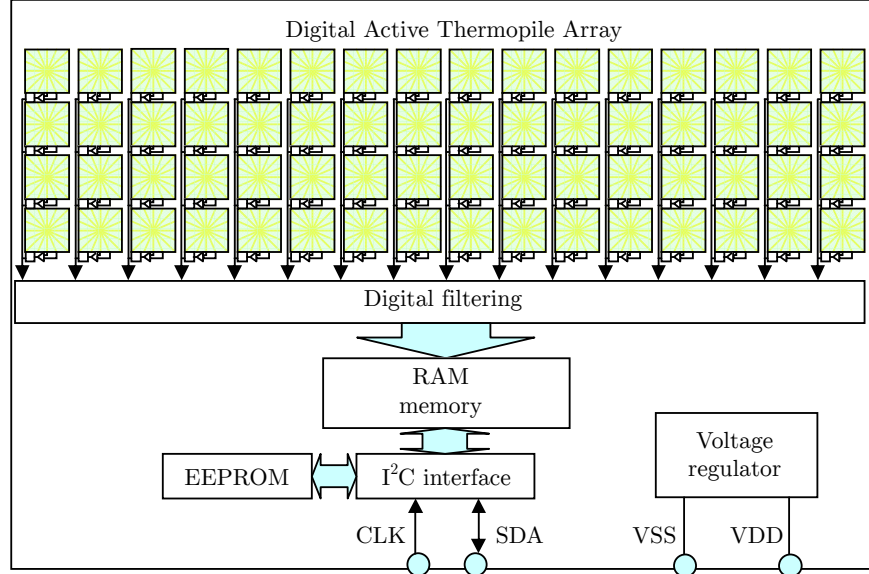 Digital Active Thermopile Array
Digital filtering
RAM
memory
Voltage
regulator
EEPROM
I²C interface
CLK
SDA
VSS
VDD